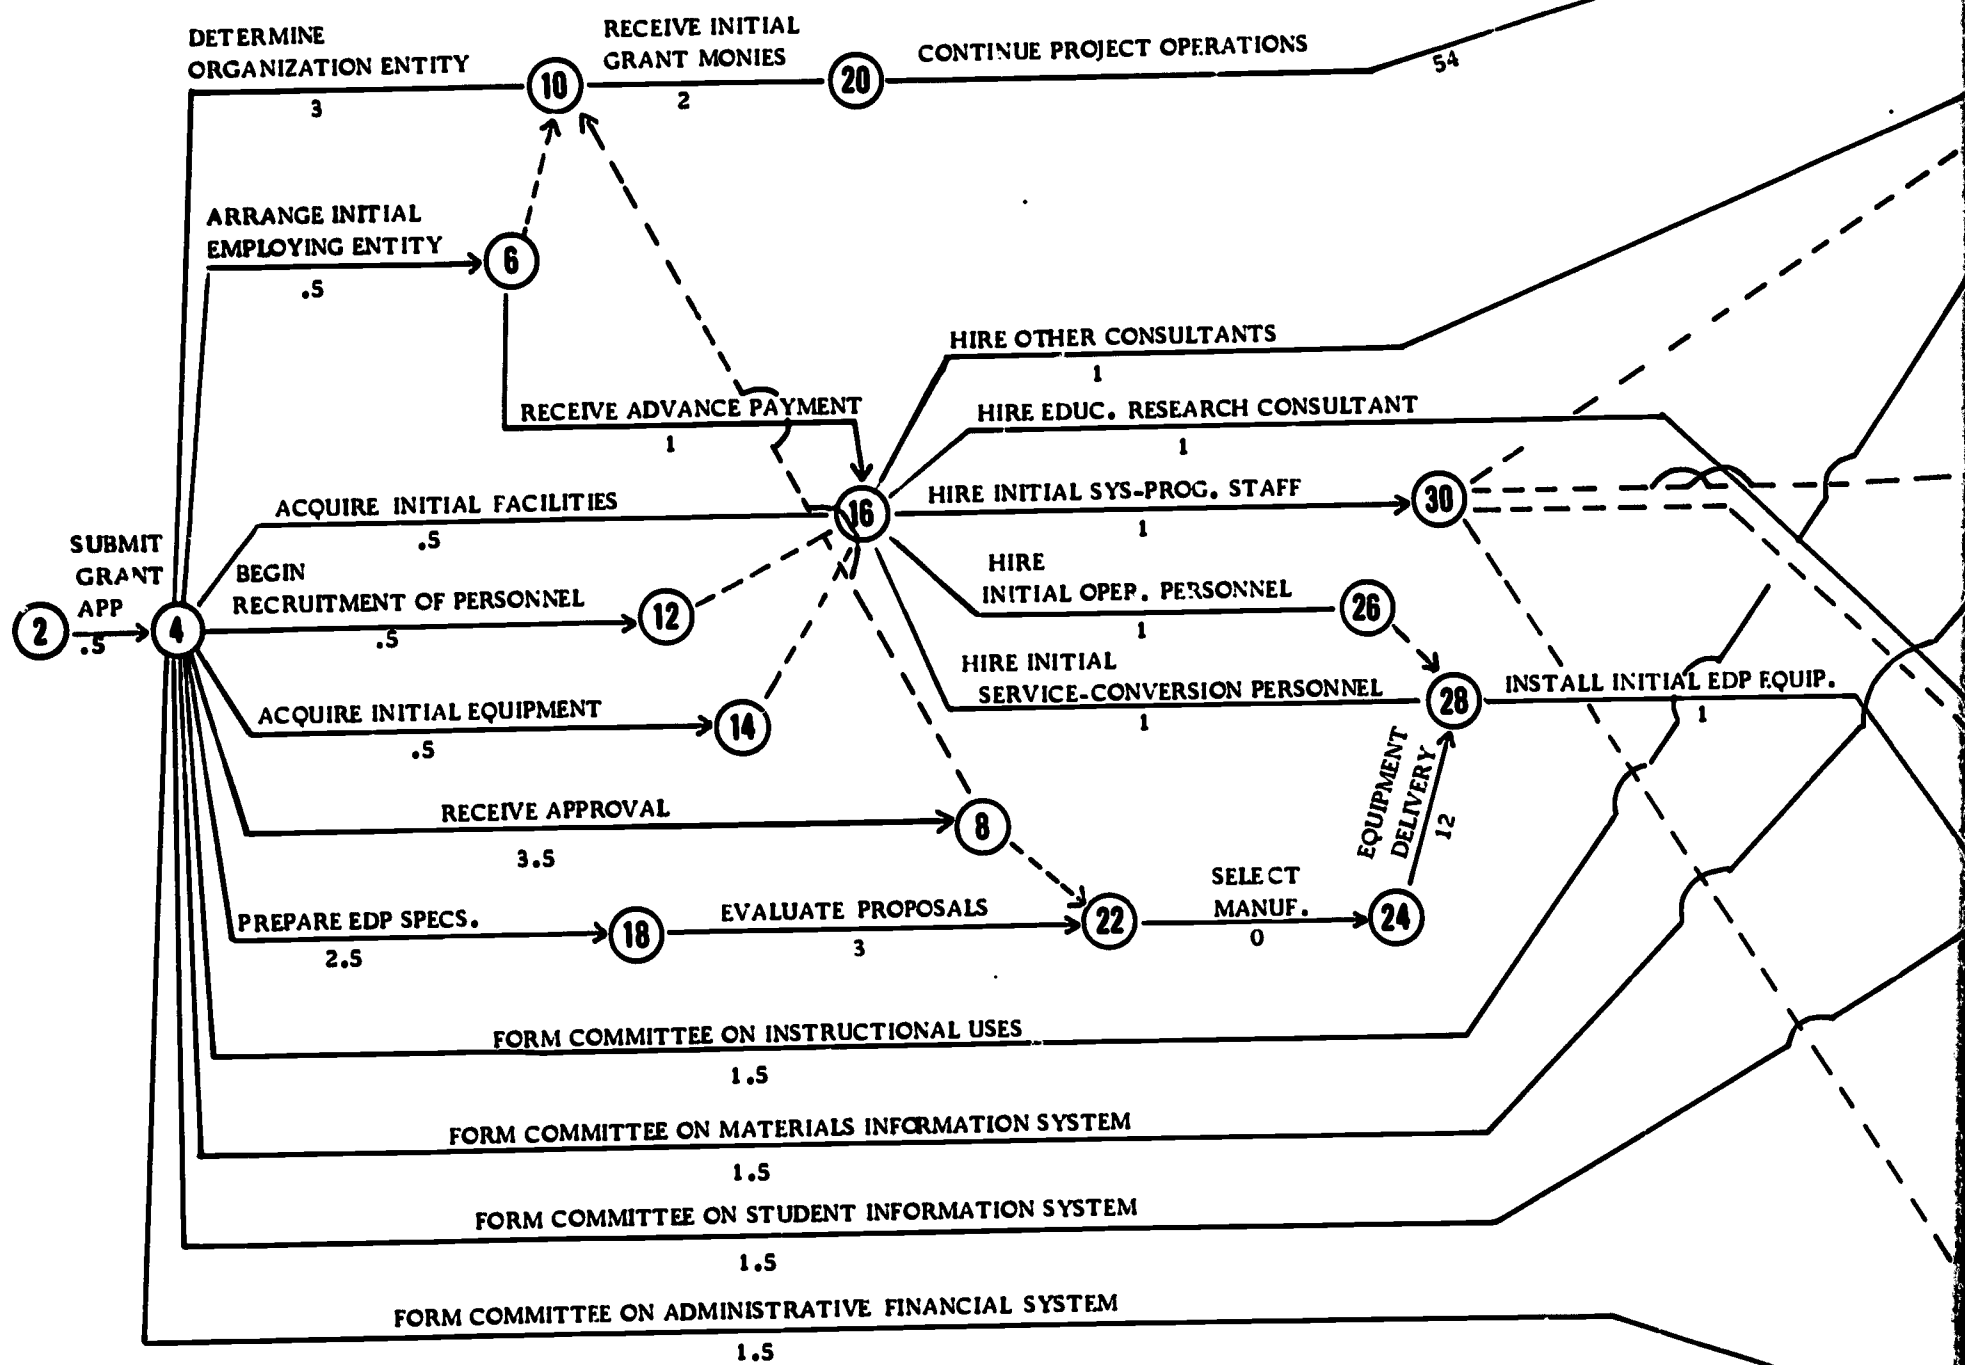 DETERMINE
ORGANIZATION ENTITY
3
10
RECEIVE INITIAL
GRANT MONIES
2
20
CONTINUE PROJECT OPERATIONS
54
ARRANGE INITIAL
EMPLOYING ENTITY
.5
6
RECEIVE ADVANCE PAYMENT
1
HIRE OTHER CONSULTANTS
1
HIRE EDUC. RESEARCH CONSULTANT
1
ACQUIRE INITIAL FACILITIES
.5
16
HIRE INITIAL SYS-PROG. STAFF
1
30
SUBMIT
GRANT
APP
.5
2
4
BEGIN
RECRUITMENT OF PERSONNEL
.5
12
HIRE
INITIAL OPER. PERSONNEL
1
26
ACQUIRE INITIAL EQUIPMENT
.5
14
HIRE INITIAL
SERVICE-CONVERSION PERSONNEL
1
28
INSTALL INITIAL EDP EQUIP.
1
RECEIVE APPROVAL
3.5
8
EQUIPMENT
DELIVERY
12
PREPARE EDP SPECS.
2.5
18
EVALUATE PROPOSALS
3
22
SELECT
MANUF.
0
24
FORM COMMITTEE ON INSTRUCTIONAL USES
1.5
FORM COMMITTEE ON MATERIALS INFORMATION SYSTEM
1.5
FORM COMMITTEE ON STUDENT INFORMATION SYSTEM
1.5
FORM COMMITTEE ON ADMINISTRATIVE FINANCIAL SYSTEM
1.5